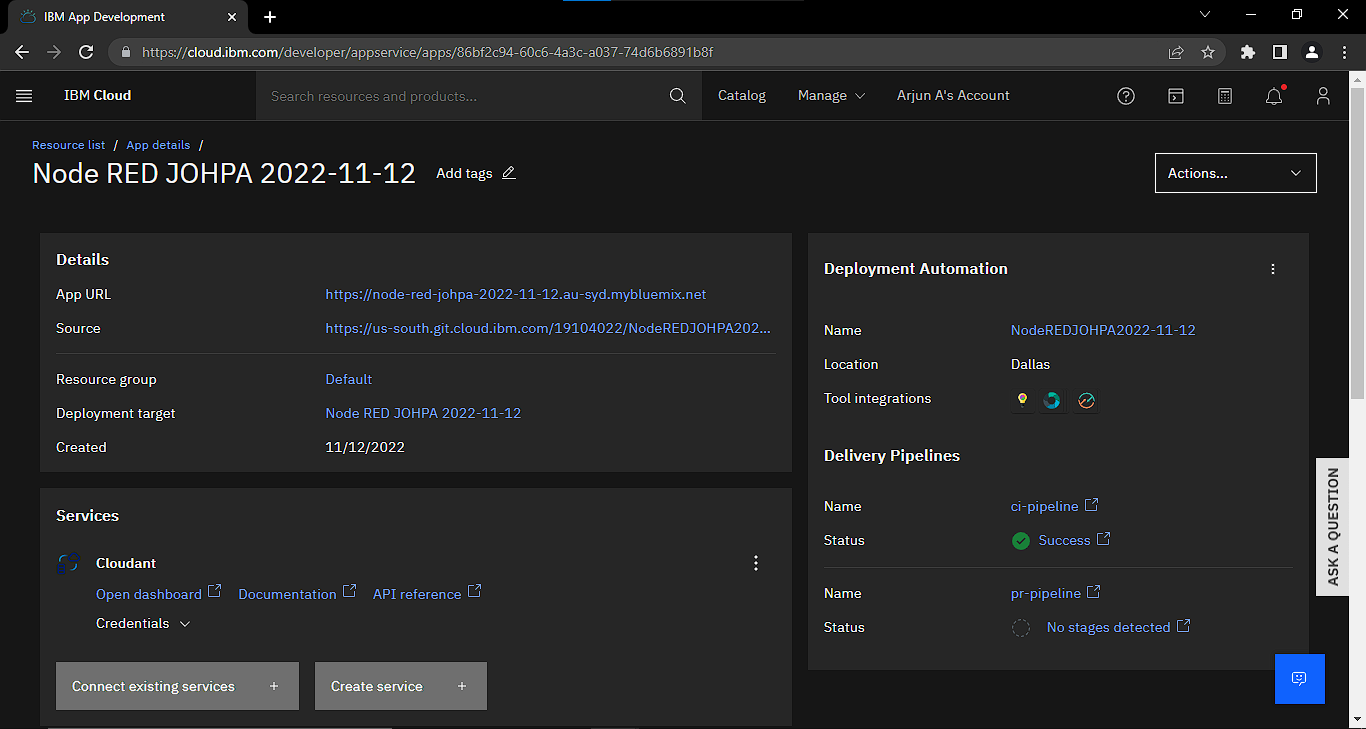 IBM App Development
https://cloud.ibm.com/developer/appservice/apps/86bf2c94-60c6-4a3c-a037-74d6b6891b8f
IBM Cloud
Search resources and products...
Catalog
Manage
Arjun A's Account
Resource list / App details /
Node RED JOHPA 2022-11-12
Add tags
Actions...
Details
App URL https://node-red-johpa-2022-11-12.au-syd.mybluemix.net
Source https://us-south.git.cloud.ibm.com/19104022/NodeREDJOHPA202...
Resource group Default
Deployment target Node RED JOHPA 2022-11-12
Created 11/12/2022
Services
Cloudant
Open dashboard Documentation API reference
Credentials
Connect existing services +
Create service +
Deployment Automation
Name NodeREDJOHPA2022-11-12
Location Dallas
Tool integrations
Delivery Pipelines
Name ci-pipeline
Status Success
Name pr-pipeline
Status No stages detected
ASK A QUESTION